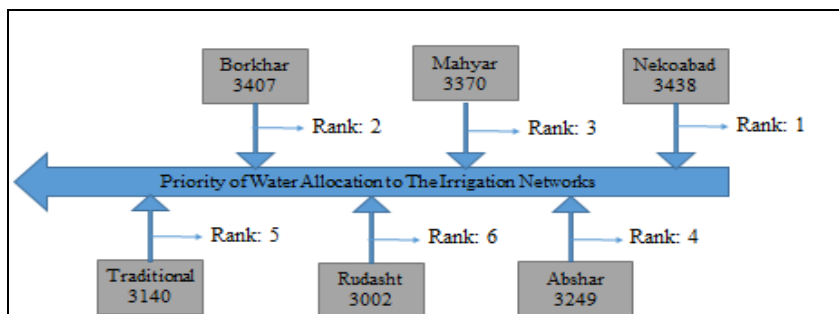 Borkhar
3407
Mahyar
3370
Nekoabad
3438
Rank: 2
Rank: 3
Rank: 1
Priority of Water Allocation to The Irrigation Networks
Rank: 5
Rank: 6
Rank: 4
Traditional
3140
Rudasht
3002
Abshar
3249